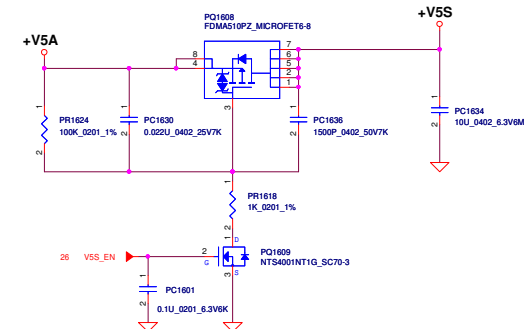 PQ1608
FDMA510PZ_MICROFET6-8
+V5S
+V5A
8
4
7
6
5
2
1
3
1
2
PR1624
100K_0201_1%
1
2
PC1630
0.022U_0402_25V7K
1
2
PC1636
1500P_0402_50V7K
1
2
PC1634
10U_0402_6.3V6M
1
2
PR1618
1K_0201_1%
26 V5S_EN
2
G
1
D
3
S
PQ1609
NTS4001NT1G_SC70-3
1
2
PC1601
0.1U_0201_6.3V6K